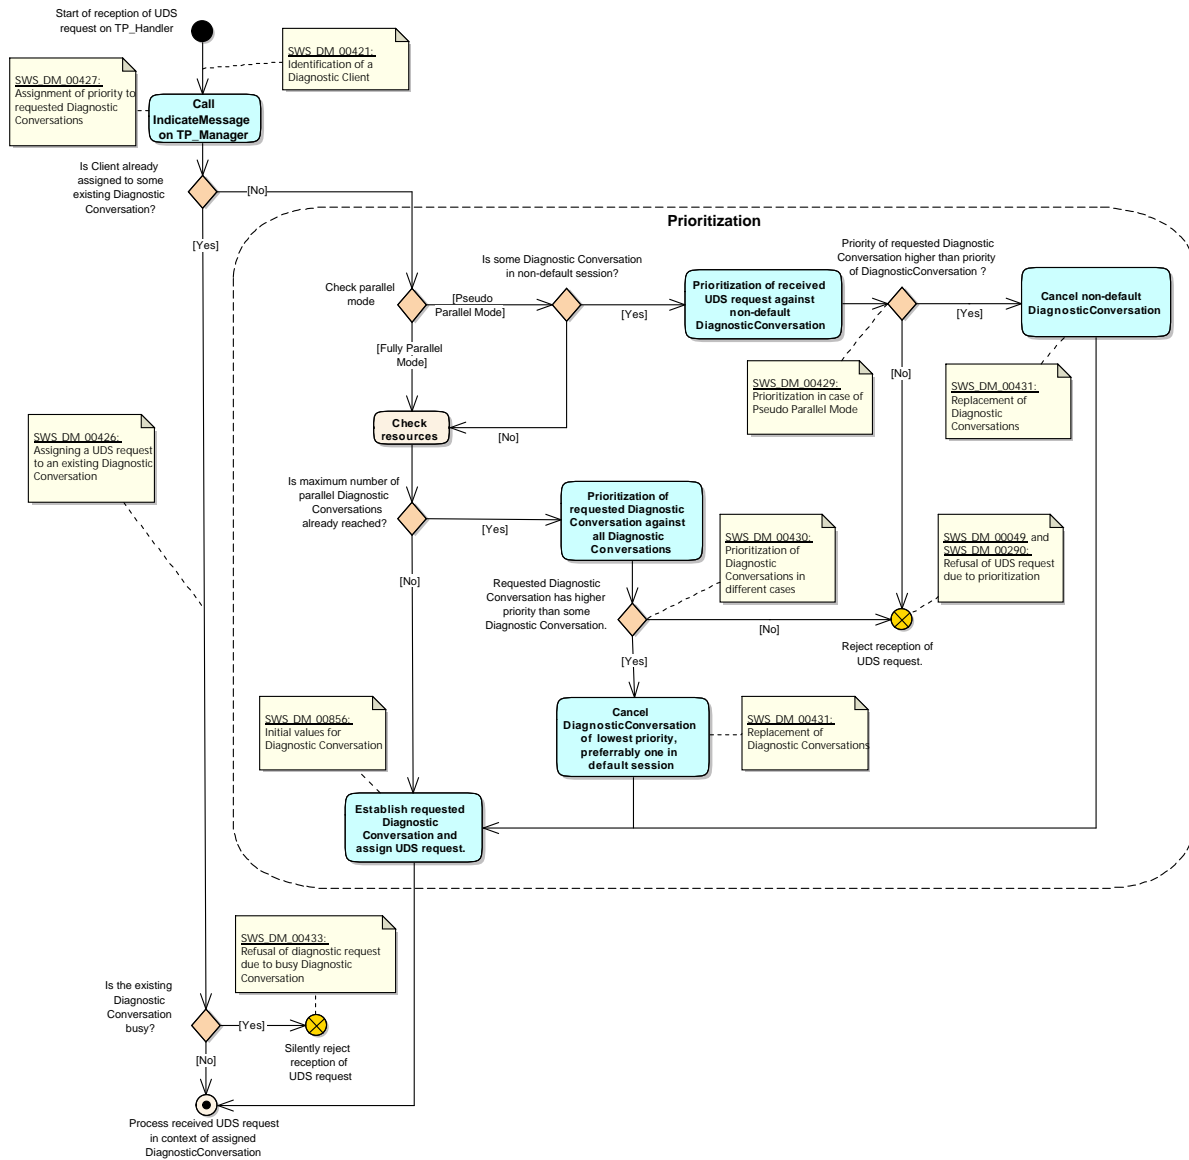 Start of reception of UDS
request on TP_Handler
SWS_DM_00421:
Identification of a
Diagnostic Client
SWS_DM_00427:
Assignment of priority to
requested Diagnostic
Conversations
Call
IndicateMessage
on TP_Manager
Is Client already
assigned to some
existing Diagnostic
Conversation?
[No]
[Yes]
Prioritization
Check parallel
mode
[Pseudo
Parallel Mode]
[Fully Parallel
Mode]
Is some Diagnostic Conversation
in non-default session?
[Yes]
[No]
Prioritization of received
UDS request against
non-default
DiagnosticConversation
Priority of requested Diagnostic
Conversation higher than priority
of DiagnosticConversation ?
[Yes]
[No]
Cancel non-default
DiagnosticConversation
SWS_DM_00429:
Prioritization in case of
Pseudo Parallel Mode
SWS_DM_00431:
Replacement of
Diagnostic
Conversations
Check
resources
SWS_DM_00426:
Assigning a UDS request
to an existing Diagnostic
Conversation
Is maximum number of
parallel Diagnostic
Conversations
already reached?
[Yes]
[No]
Prioritization of
requested Diagnostic
Conversation against
all Diagnostic
Conversations
SWS_DM_00430:
Prioritization of
Diagnostic
Conversations in
different cases
SWS_DM_00049 and
SWS_DM_00290:
Refusal of UDS request
due to prioritization
Requested Diagnostic
Conversation has higher
priority than some
Diagnostic Conversation.
[No]
[Yes]
Reject reception of
UDS request.
SWS_DM_00856:
Initial values for
Diagnostic Conversation
Cancel
DiagnosticConversation
of lowest priority,
preferrably one in
default session
SWS_DM_00431:
Replacement of
Diagnostic Conversations
Establish requested
Diagnostic
Conversation and
assign UDS request.
SWS_DM_00433:
Refusal of diagnostic request
due to busy Diagnostic
Conversation
Is the existing
Diagnostic
Conversation
busy?
[Yes]
[No]
Silently reject
reception of
UDS request
Process received UDS request
in context of assigned
DiagnosticConversation